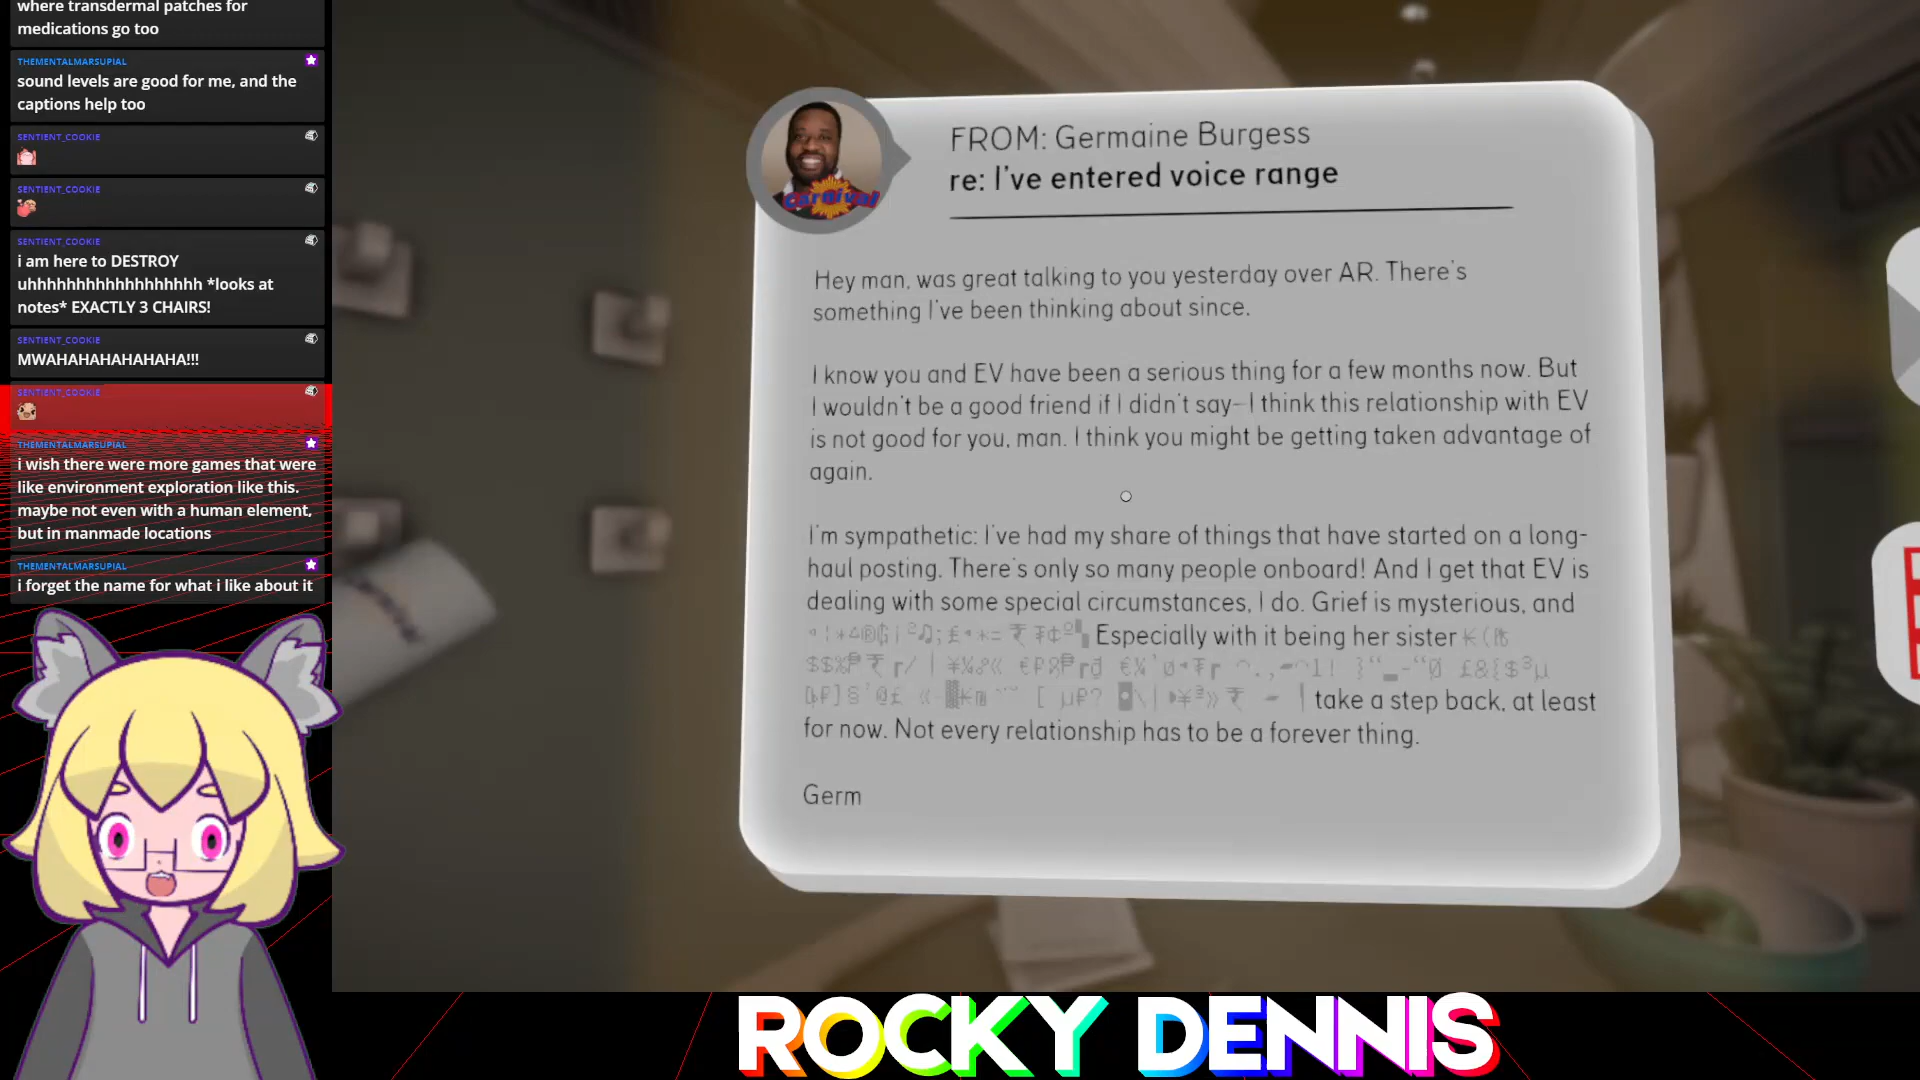 where transdermal patches for
medications go too
THEMENTALMARSUPIAL
sound levels are good for me, and the
captions help too
SENTIENT_COOKIE
SENTIENT_COOKIE
SENTIENT_COOKIE
i am here to DESTROY
uhhhhhhhhhhhhhhhhhh *looks at
notes* EXACTLY 3 CHAIRS!
SENTIENT_COOKIE
MWAHAHAHAHAHAHA!!!
SENTIENT_COOKIE
THEMENTALMARSUPIAL
i wish there were more games that were
like environment exploration like this.
maybe not even with a human element,
but in manmade locations
THEMENTALMARSUPIAL
i forget the name for what i like about it
Carnival
FROM: Germaine Burgess
re: I've entered voice range
Hey man, was great talking to you yesterday over AR. There's
something I've been thinking about since.
I know you and EV have been a serious thing for a few months now. But
I wouldn't be a good friend if I didn't say—I think this relationship with EV
is not good for you, man. I think you might be getting taken advantage of
again.
I'm sympathetic: I've had my share of things that have started on a long-
haul posting. There's only so many people onboard! And I get that EV is
dealing with some special circumstances, I do. Grief is mysterious, and
Especially with it being her sister
take a step back, at least
for now. Not every relationship has to be a forever thing.
Germ
ROCKY DENNIS